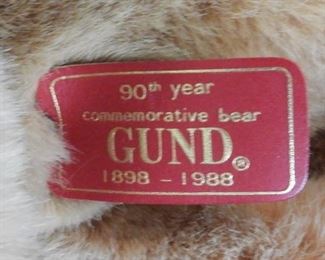 90th year
commemorative bear
GUND®
1898 - 1988